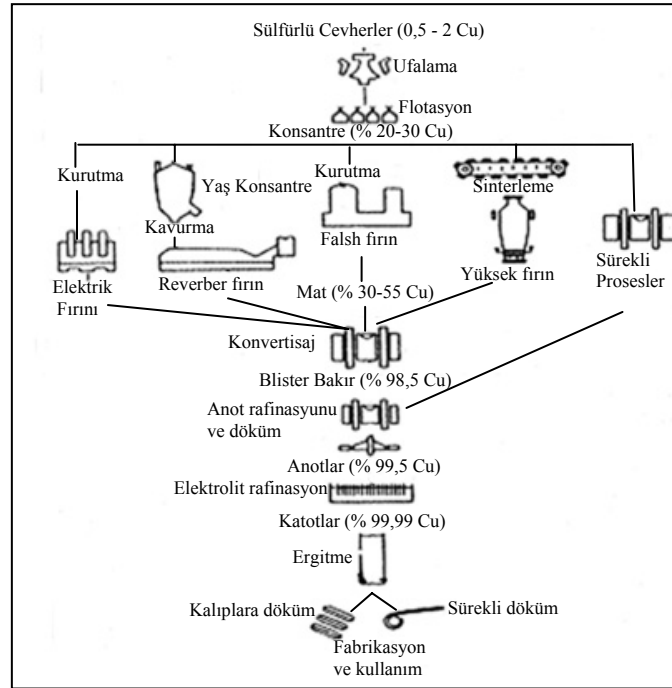 Sülfürlü Cevherler (0,5 - 2 Cu)
Ufalama
Flotasyon
Konsantre (% 20-30 Cu)
Kurutma
Yaş Konsantre
Kavurma
Kurutma
Sinterleme
Elektrik
Fırını
Reverber fırın
Falsh fırın
Yüksek fırın
Sürekli
Prosesler
Mat (% 30-55 Cu)
Konvertisaj
Blister Bakır (% 98,5 Cu)
Anot rafinasyunu
ve döküm
Anotlar (% 99,5 Cu)
Elektrolit rafinasyon
Katotlar (% 99,99 Cu)
Ergitme
Kalıplara döküm
Sürekli döküm
Fabrikasyon
ve kullanım